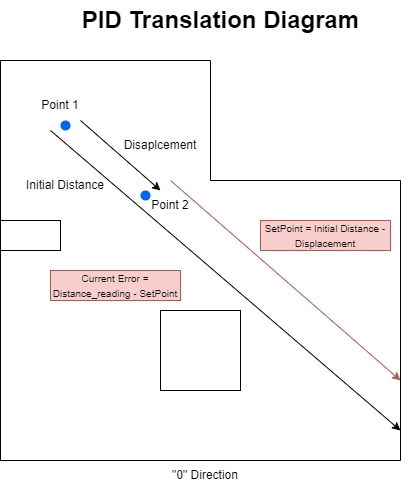 PID Translation Diagram
Point 1
Disaplcement
Initial Distance
Point 2
SetPoint = Initial Distance -
Displacement
Current Error =
Distance_reading - SetPoint
"0" Direction